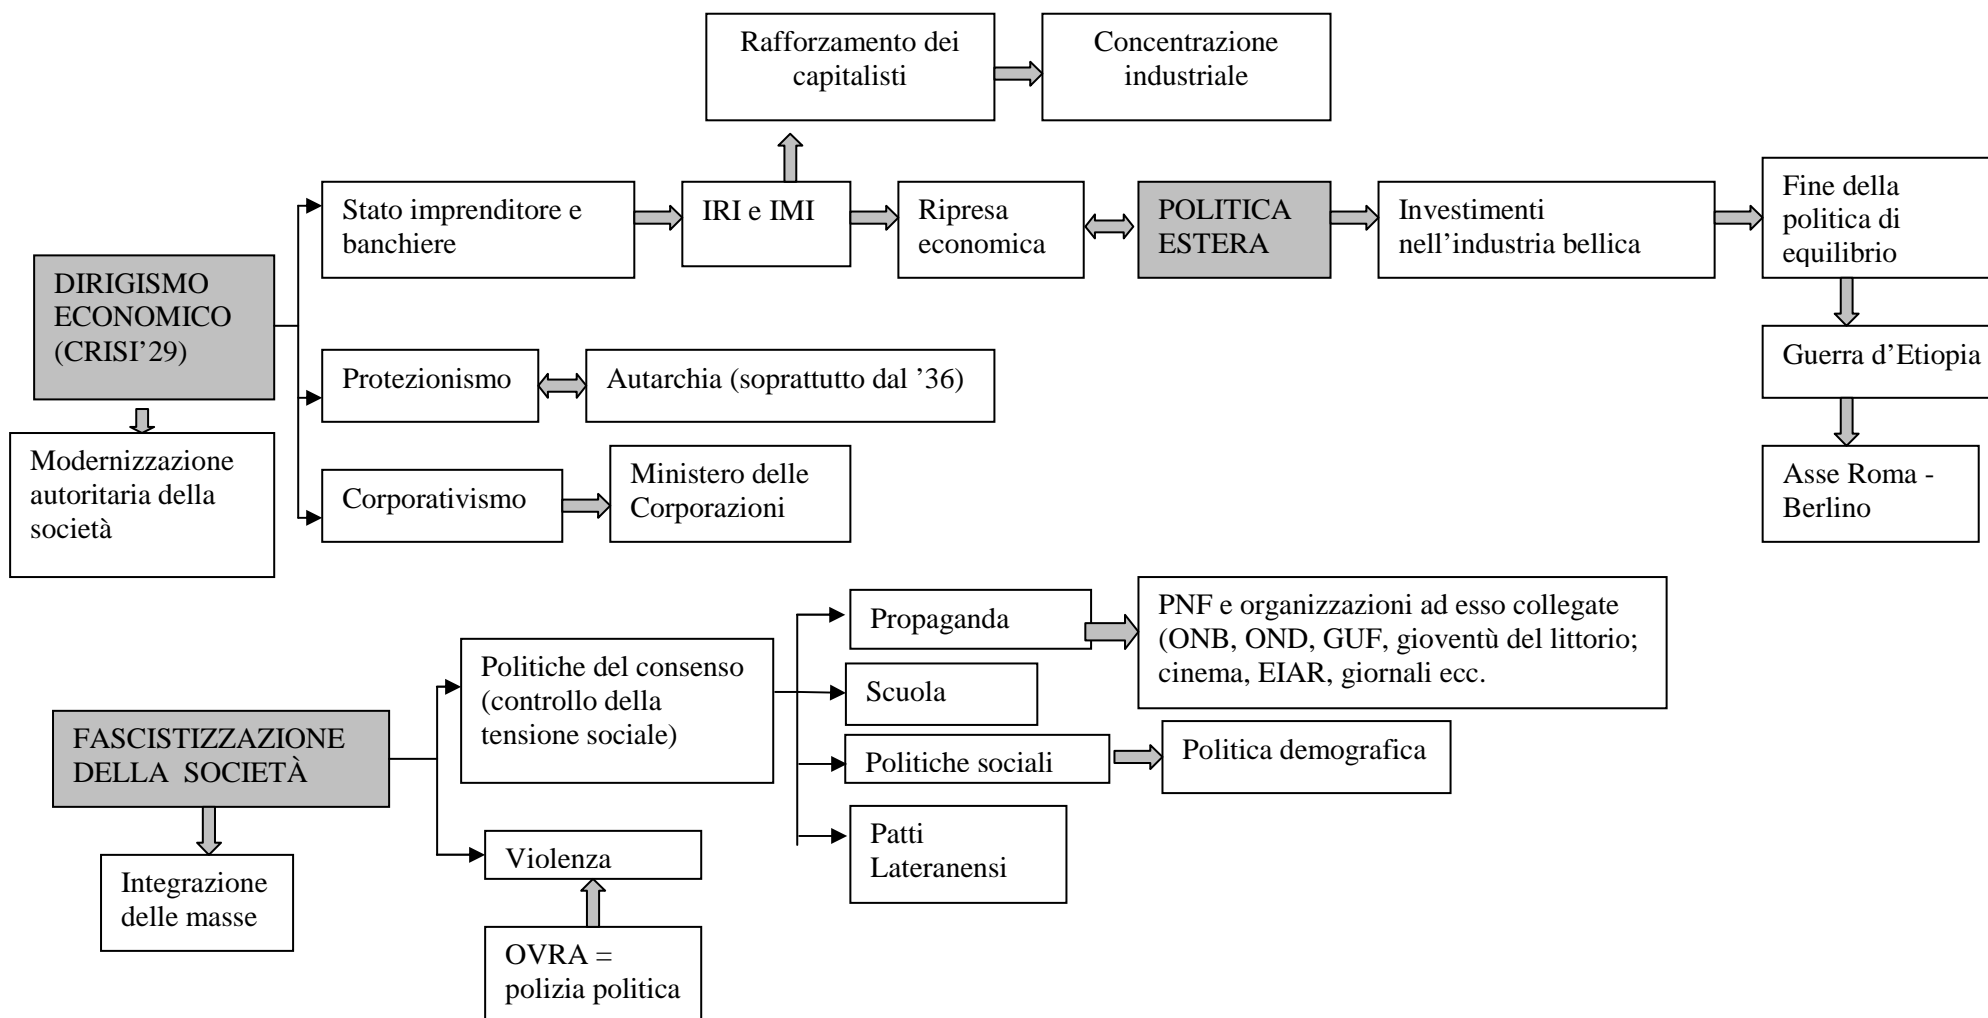 Rafforzamento dei
capitalisti
Concentrazione
industriale
DIRIGISMO
ECONOMICO
(CRISI’29)
Stato imprenditore e
banchiere
IRI e IMI
Ripresa
economica
POLITICA
ESTERA
Investimenti
nell’industria bellica
Fine della
politica di
equilibrio
Protezionismo
Autarchia (soprattutto dal ’36)
Guerra d’Etiopia
Modernizzazione
autoritaria della
società
Corporativismo
Ministero delle
Corporazioni
Asse Roma -
Berlino
FASCISTIZZAZIONE
DELLA SOCIETÀ
Politiche del consenso
(controllo della
tensione sociale)
Propaganda
PNF e organizzazioni ad esso collegate
(ONB, OND, GUF, gioventù del littorio;
cinema, EIAR, giornali ecc.
Scuola
Politiche sociali
Politica demografica
Patti
Lateranensi
Integrazione
delle masse
Violenza
OVRA =
polizia politica